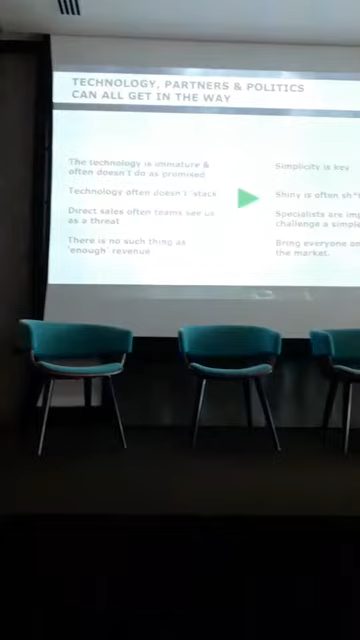 TECHNOLOGY, PARTNERS & POLITICS
CAN ALL GET IN THE WAY
The technology is immature &
often doesn't do as promised
Technology often doesn't 'stack'
Direct sales often teams see us
as a threat
There is no such thing as
'enough' revenue
Simplicity is key
Shiny is often
Specialists are
challenge a
Bring everyone
the market.